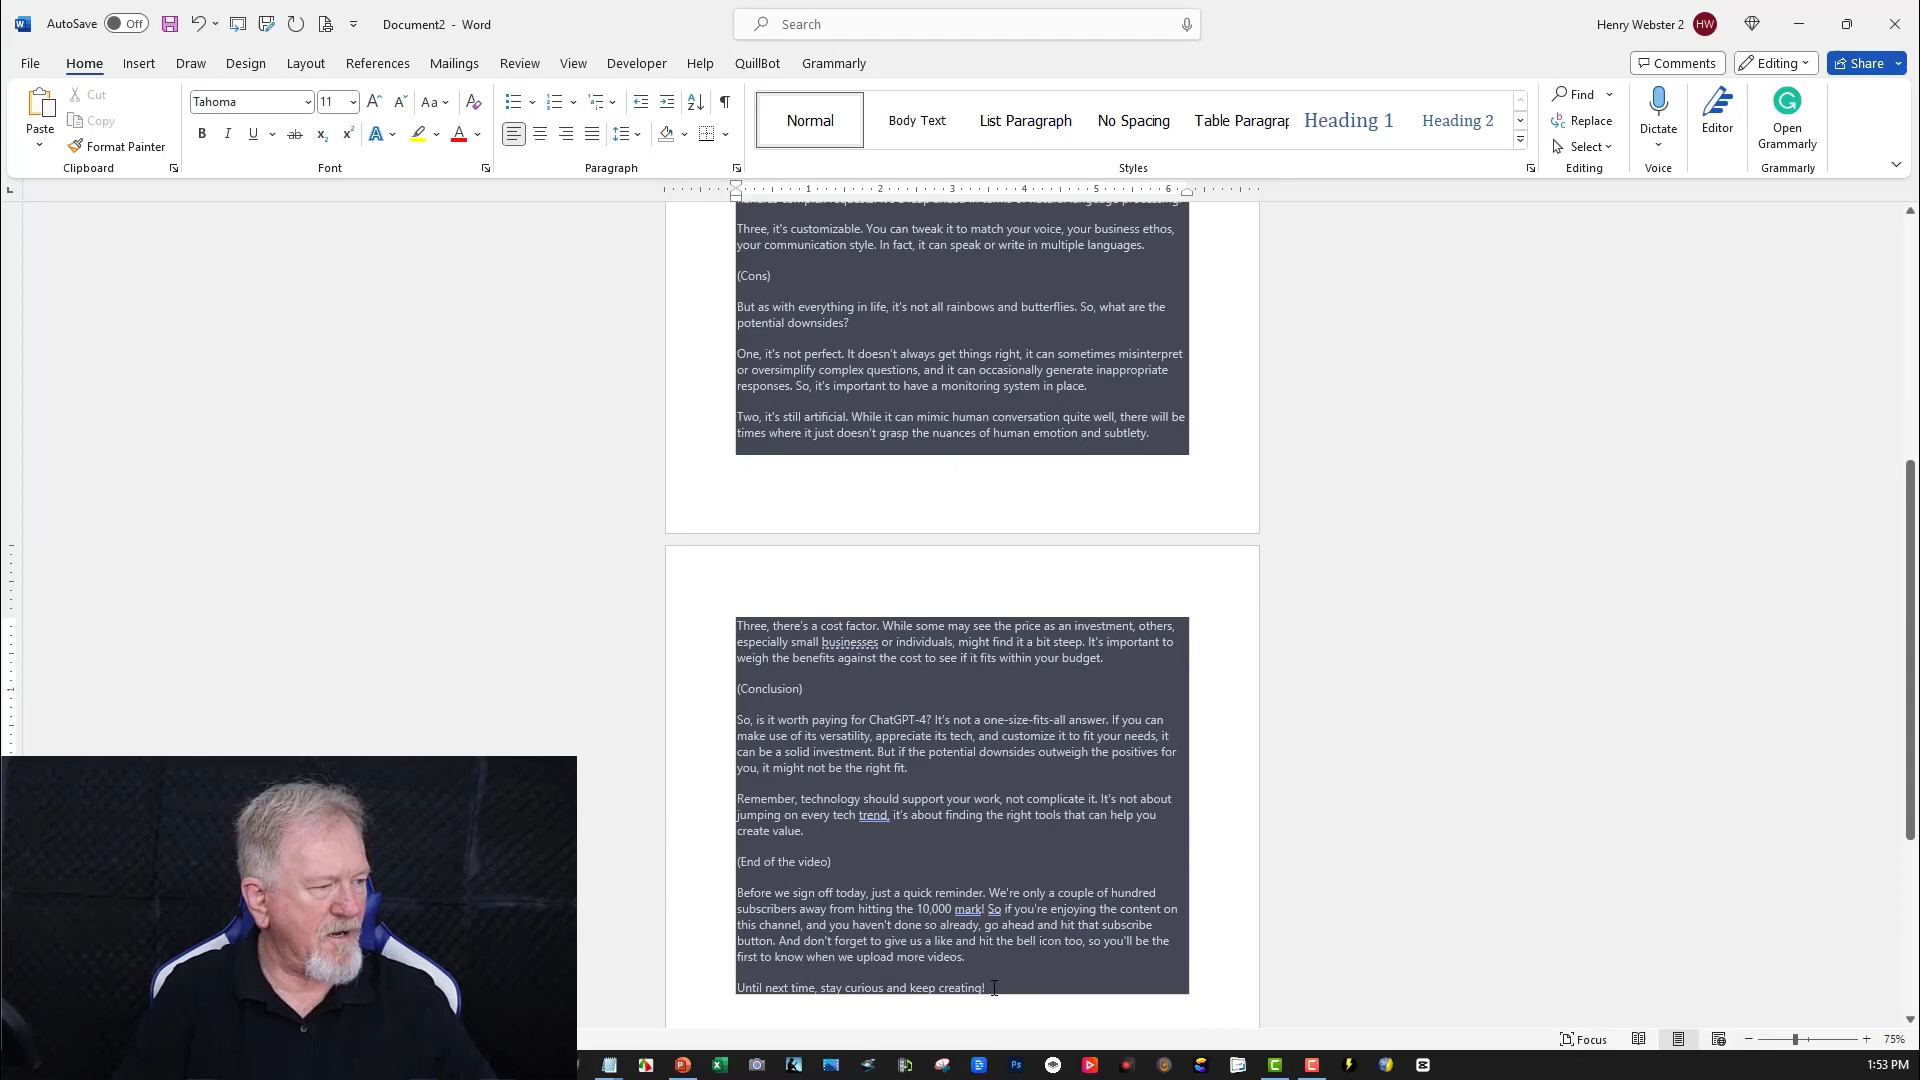 AutoSave Off Document2 - Word Search Henry Webster 2 HW
File Home Insert Draw Design Layout References Mailings Review View Developer Help QuillBot Grammarly Comments Editing Share
Paste Cut Copy Format Painter Clipboard
Tahoma 11 Font
Paragraph
Normal Body Text List Paragraph No Spacing Table Paragrap Heading 1 Heading 2 Styles
Find Replace Select Editing
Dictate Voice
Editor
Open Grammarly Grammarly
1 2 3 4 5 6
Three, it's customizable. You can tweak it to match your voice, your business ethos,
your communication style. In fact, it can speak or write in multiple languages.
(Cons)
But as with everything in life, it's not all rainbows and butterflies. So, what are the
potential downsides?
One, it's not perfect. It doesn't always get things right, it can sometimes misinterpret
or oversimplify complex questions, and it can occasionally generate inappropriate
responses. So, it's important to have a monitoring system in place.
Two, it's still artificial. While it can mimic human conversation quite well, there will be
times where it just doesn't grasp the nuances of human emotion and subtlety.
Three, there's a cost factor. While some may see the price as an investment, others,
especially small businesses or individuals, might find it a bit steep. It's important to
weigh the benefits against the cost to see if it fits within your budget.
(Conclusion)
So, is it worth paying for ChatGPT-4? It's not a one-size-fits-all answer. If you can
make use of its versatility, appreciate its tech, and customize it to fit your needs, it
can be a solid investment. But if the potential downsides outweigh the positives for
you, it might not be the right fit.
Remember, technology should support your work, not complicate it. It's not about
jumping on every tech trend, it's about finding the right tools that can help you
create value.
(End of the video)
Before we sign off today, just a quick reminder. We're only a couple of hundred
subscribers away from hitting the 10,000 mark! So if you're enjoying the content on
this channel, and you haven't done so already, go ahead and hit that subscribe
button. And don't forget to give us a like and hit the bell icon too, so you'll be the
first to know when we upload more videos.
Until next time, stay curious and keep creating!
Focus 75%
1:53 PM